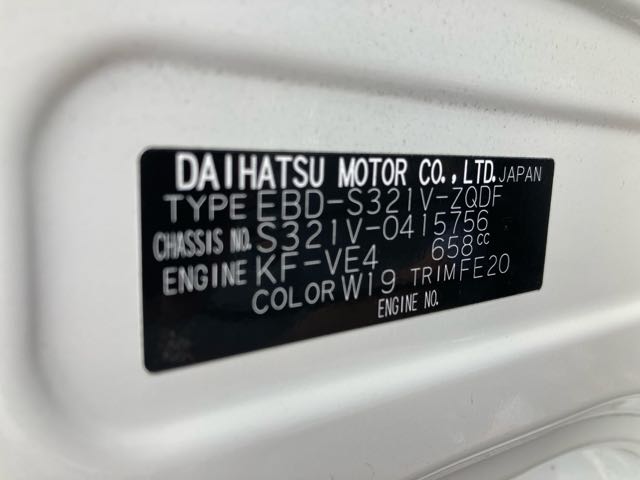 DAIHATSU MOTOR CO.,LTD. JAPAN
TYPE EBD-S321V-ZQDF
CHASSIS NO. S321V-0415756
ENGINE KF-VE4 658cc
COLOR W19 TRIM FE20
ENGINE NO.